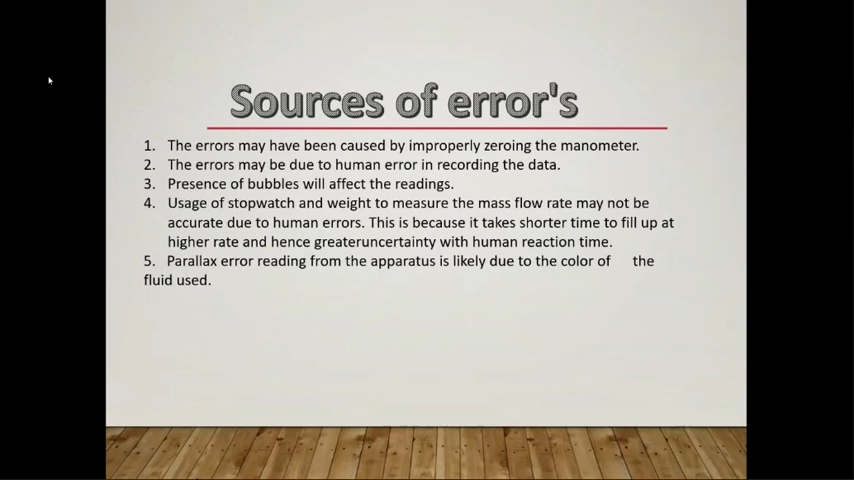 Sources of error's
1. The errors may have been caused by improperly zeroing the manometer.
2. The errors may be due to human error in recording the data.
3. Presence of bubbles will affect the readings.
4. Usage of stopwatch and weight to measure the mass flow rate may not be
accurate due to human errors. This is because it takes shorter time to fill up at
higher rate and hence greateruncertainty with human reaction time.
5. Parallax error reading from the apparatus is likely due to the color of the
fluid used.